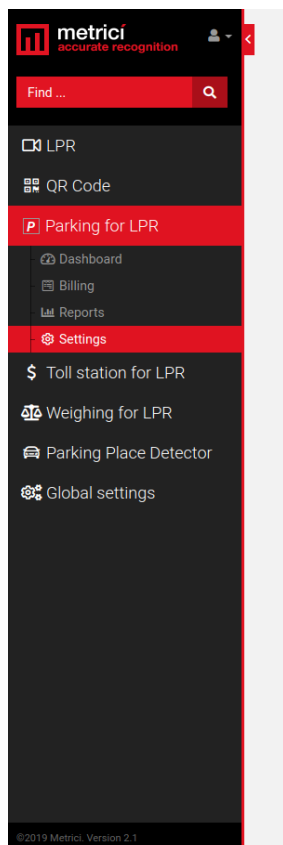 metrici
accurate recognition
Find ...
LPR
QR Code
P Parking for LPR
Dashboard
Billing
Reports
Settings
$ Toll station for LPR
Weighing for LPR
Parking Place Detector
Global settings
©2019 Metrici. Version 2.1